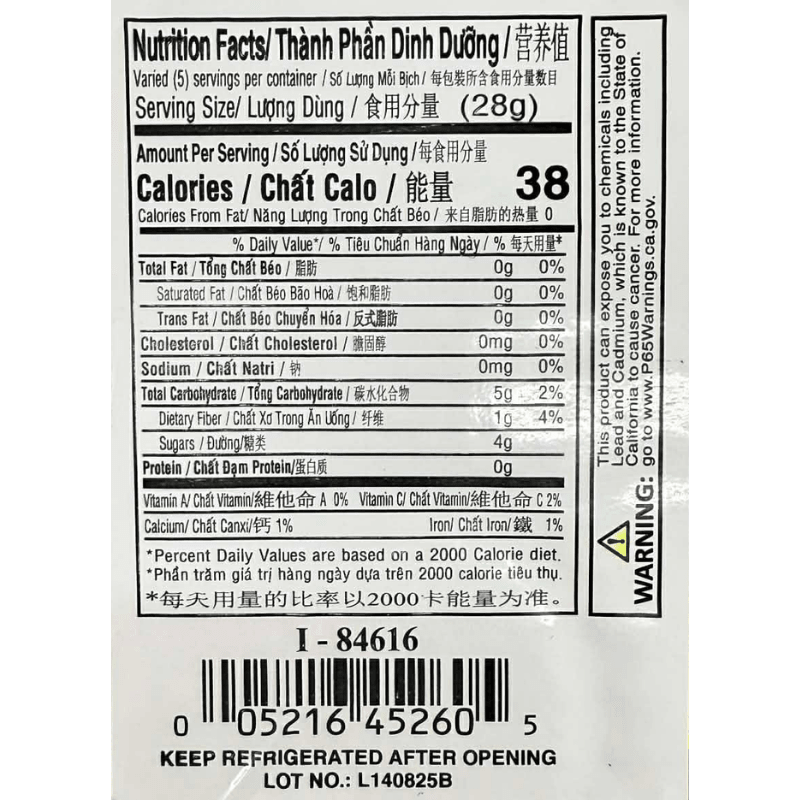 Nutrition Facts/ Thành Phần Dinh Dưỡng / 营养值
Varied (5) servings per container / Số Lượng Mỗi Bịch / 每包裝所含食用分量数目
Serving Size/ Lượng Dùng / 食用分量 (28g)
Amount Per Serving / Số Lượng Sử Dụng / 每食用分量
Calories / Chất Calo / 能量 38
Calories From Fat/ Năng Lượng Trong Chất Béo / 来自脂肪的热量 0
% Daily Value*/ % Tiêu Chuẩn Hàng Ngày / % 每天用量*
Total Fat / Tổng Chất Béo / 脂肪 0g 0%
Saturated Fat / Chất Béo Bão Hoà / 饱和脂肪 0g 0%
Trans Fat / Chất Béo Chuyển Hóa / 反式脂肪 0g 0%
Cholesterol / Chất Cholesterol / 膽固醇 0mg 0%
Sodium / Chất Natri / 钠 0mg 0%
Total Carbohydrate / Tổng Carbohydrate / 碳水化合物 5g 2%
Dietary Fiber / Chất Xơ Trong Ăn Uống / 纤维 1g 4%
Sugars / Đường/糖类 4g
Protein / Chất Đạm Protein/蛋白质 0g
Vitamin A/ Chất Vitamin/維他命 A 0% Vitamin C/ Chất Vitamin/維他命 C 2%
Calcium/ Chất Canxi/钙 1% Iron/ Chất Iron/ 鐵 1%
*Percent Daily Values are based on a 2000 Calorie diet.
*Phần trăm giá trị hàng ngày dựa trên 2000 calorie tiêu thụ.
*每天用量的比率以2000卡能量为准。
WARNING: This product can expose you to chemicals including
Lead and Cadmium, which is known to the State of
California to cause cancer. For more information.
go to www.P65Warnings.ca.gov.
I - 84616
0 05216 45260 5
KEEP REFRIGERATED AFTER OPENING
LOT NO.: L140825B